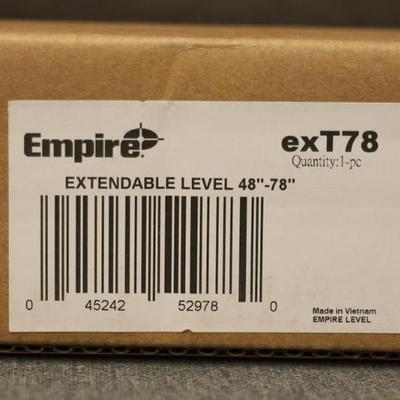 Empire
exT78
Quantity:1-pc
EXTENDABLE LEVEL 48"-78"
0 45242 52978 0
Made in Vietnam
EMPIRE LEVEL